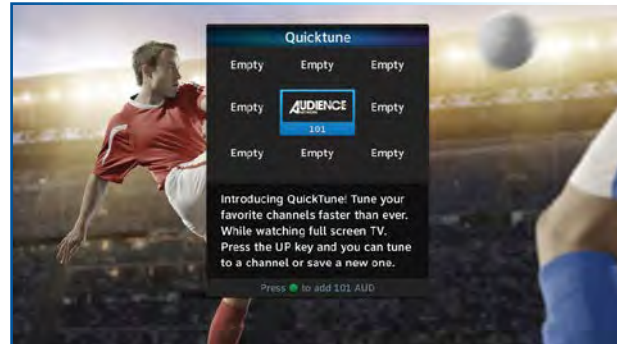 Quicktune
Empty Empty Empty
Empty AUDIENCE Empty
NETWORK
101
Empty Empty Empty
Introducing QuickTune! Tune your
favorite channels faster than ever.
While watching full screen TV.
Press the UP key and you can tune
to a channel or save a new one.
Press to add 101 AUD